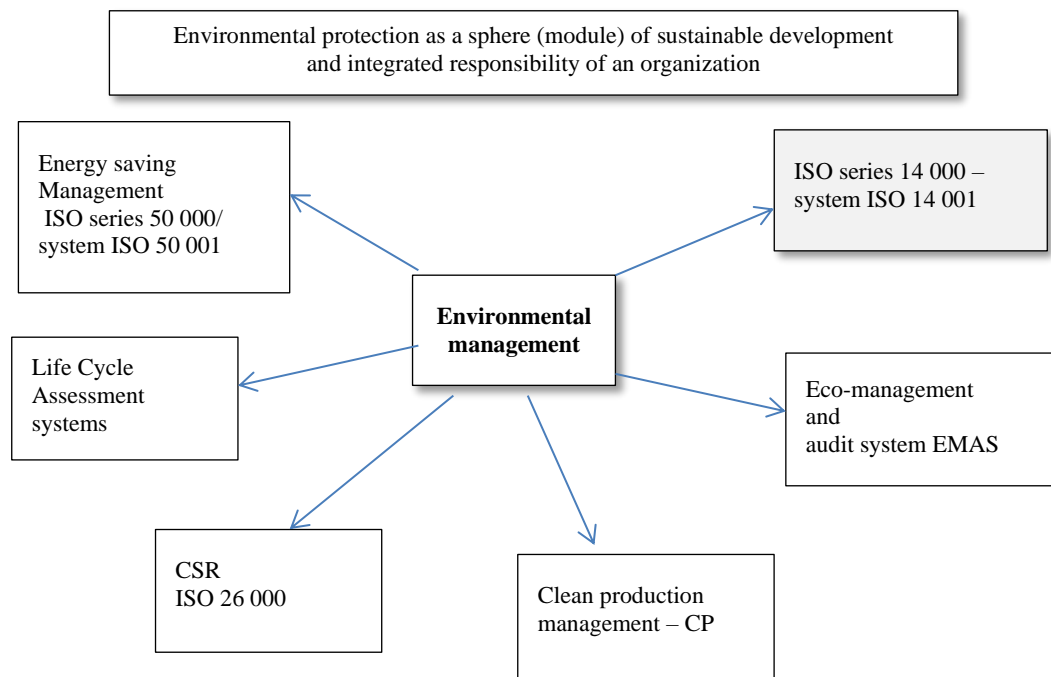 Environmental protection as a sphere (module) of sustainable development
and integrated responsibility of an organization
Energy saving
Management
ISO series 50 000/
system ISO 50 001
ISO series 14 000 –
system ISO 14 001
Environmental
management
Life Cycle
Assessment
systems
Eco-management
and
audit system EMAS
CSR
ISO 26 000
Clean production
management – CP